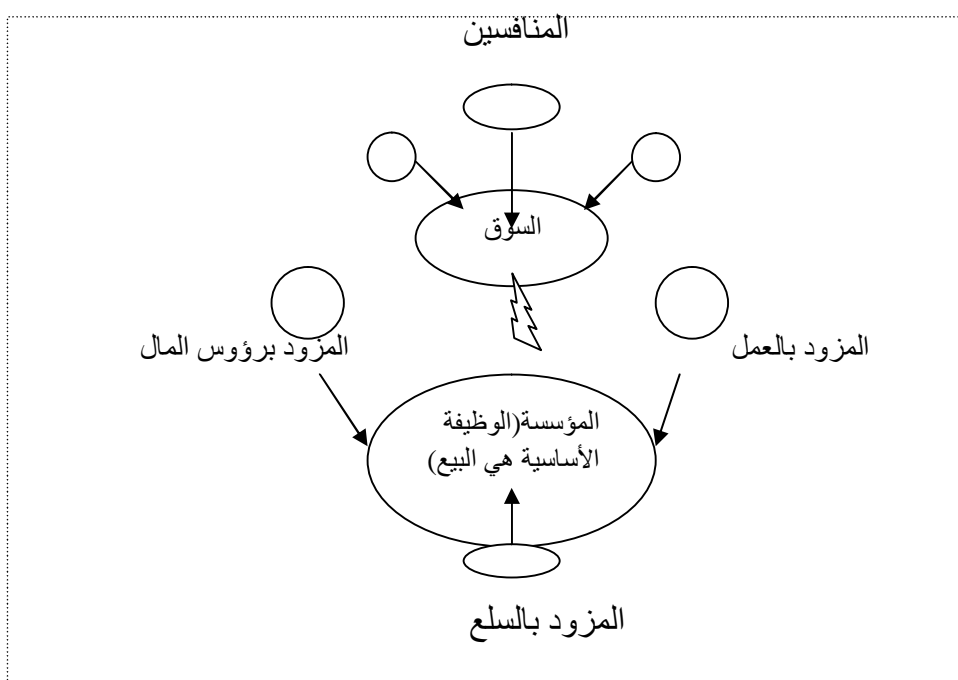 المنافسين
السوق
المزود بالعمل
المزود برؤوس المال
المؤسسة(الوظيفة
الأساسية هي البيع)
المزود بالسلع